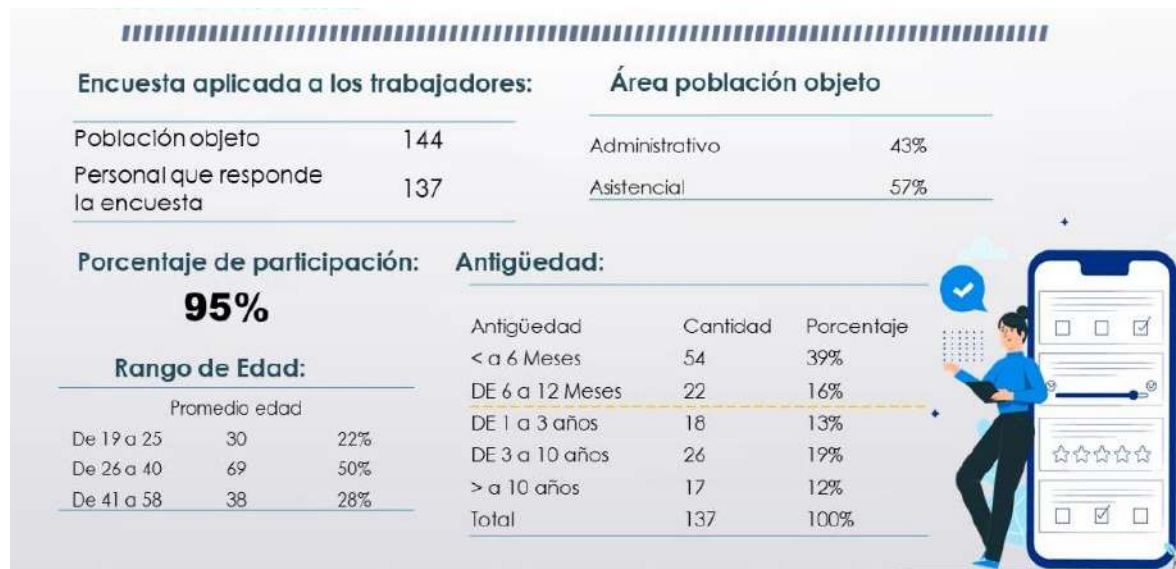 Encuesta aplicada a los trabajadores:
Población objeto 144
Personal que responde
la encuesta 137
Área población objeto
Administrativo 43%
Asistencial 57%
Porcentaje de participación:
95%
Rango de Edad:
Promedio edad
De 19 a 25 30 22%
De 26 a 40 69 50%
De 41 a 58 38 28%
Antigüedad:
Antigüedad Cantidad Porcentaje
< a 6 Meses 54 39%
DE 6 a 12 Meses 22 16%
DE 1 a 3 años 18 13%
DE 3 a 10 años 26 19%
> a 10 años 17 12%
Total 137 100%